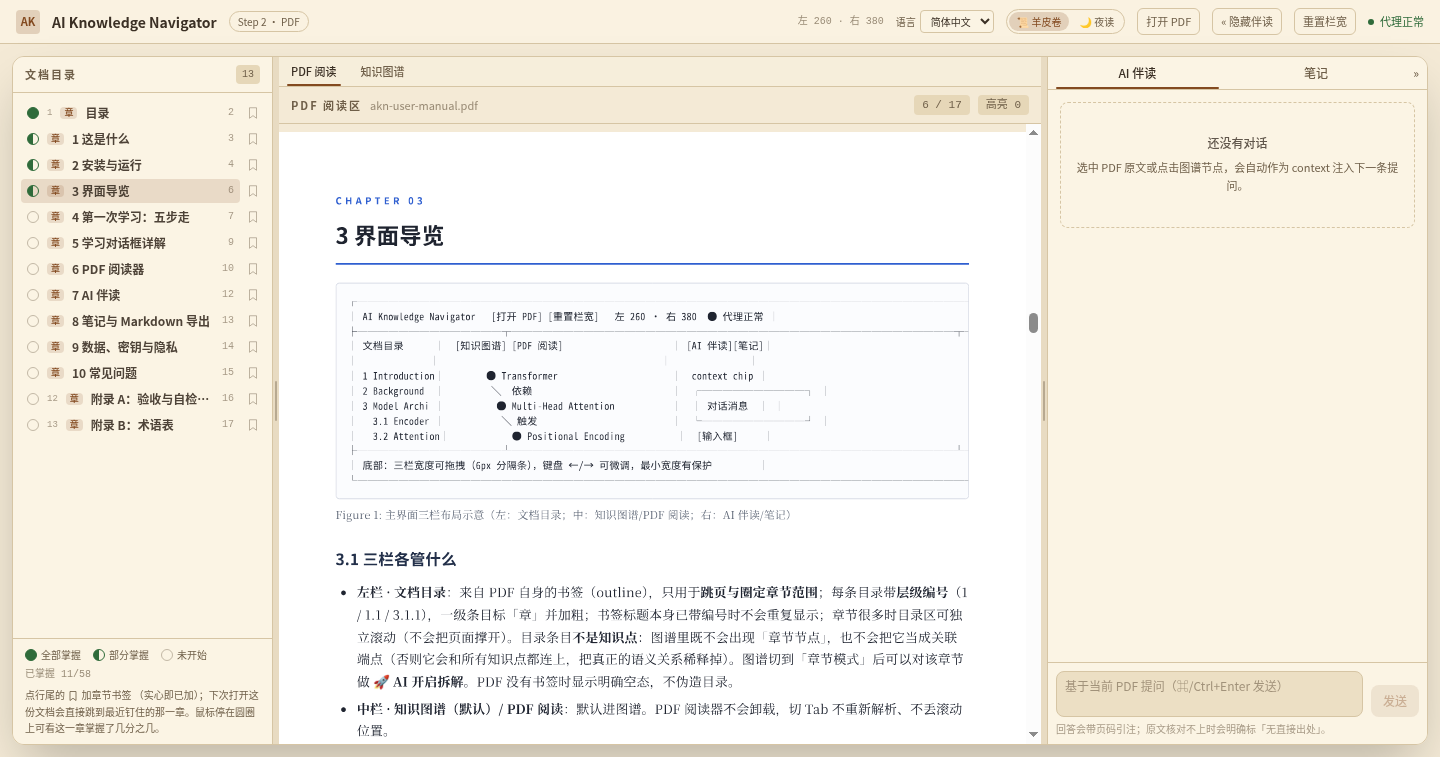 AK AI Knowledge Navigator Step 2 · PDF 左 260 · 右 380 语言 简体中文 📜 羊皮卷 🌙 夜读 打开 PDF « 隐藏伴读 重置栏宽 ● 代理正常
文档目录 13
1 章 目录 2
章 1 这是什么 3
章 2 安装与运行 4
章 3 界面导览 6
章 4 第一次学习：五步走 7
章 5 学习对话框详解 9
章 6 PDF 阅读器 10
章 7 AI 伴读 12
章 8 笔记与 Markdown 导出 13
章 9 数据、密钥与隐私 14
章 10 常见问题 15
12 章 附录 A：验收与自检… 16
13 章 附录 B：术语表 17
全部掌握 部分掌握 未开始
已掌握 11/58
点行尾的 口 加章节书签 （实心即已加）；下次打开这
份文档会直接跳到最近钉住的那一章。鼠标停在圆圈
上可看这一章掌握了几分之几。
PDF 阅读 知识图谱
PDF 阅读区 akn-user-manual.pdf 6 / 17 高亮 0
CHAPTER 03
3 界面导览
AI Knowledge Navigator [打开 PDF] [重置栏宽] 左 260 · 右 380 ● 代理正常
文档目录 [知识图谱] [PDF 阅读] [AI 伴读][笔记]
1 Introduction ● Transformer context chip
2 Background ＼ 依赖
3 Model Archi ● Multi-Head Attention 对话消息
3.1 Encoder ＼ 触发
3.2 Attention ● Positional Encoding [输入框]
底部：三栏宽度可拖拽（6px 分隔条），键盘 ←/→ 可微调，最小宽度有保护
Figure 1: 主界面三栏布局示意（左：文档目录；中：知识图谱/PDF 阅读；右：AI 伴读/笔记）
3.1 三栏各管什么
• 左栏 · 文档目录：来自 PDF 自身的书签（outline），只用于跳页与圈定章节范围；每条目录带层级编号（1
/ 1.1 / 3.1.1），一级条目标「章」并加粗；书签标题本身已带编号时不会重复显示；章节很多时目录区可独
立滚动（不会把页面撑开）。目录条目不是知识点：图谱里既不会出现「章节节点」，也不会把它当成关联
端点（否则它会和所有知识点都连上，把真正的语义关系稀释掉）。图谱切到「章节模式」后可以对该章节
做 🚀 AI 开启拆解。PDF 没有书签时显示明确空态，不伪造目录。
• 中栏 · 知识图谱（默认）/ PDF 阅读：默认进图谱。PDF 阅读器不会卸载，切 Tab 不重新解析、不丢滚动
位置。
AI 伴读 笔记 »
还没有对话
选中 PDF 原文或点击图谱节点，会自动作为 context 注入下一条提
问。
基于当前 PDF 提问（⌘/Ctrl+Enter 发送） 发送
回答会带页码引注；原文核对不上时会明确标「无直接出处」。